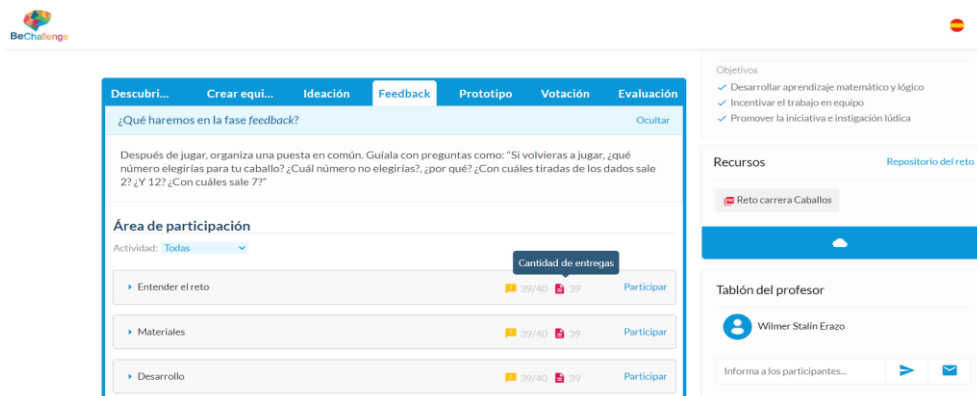 BeChallenge
Descubri... Crear equi... Ideación Feedback Prototipo Votación Evaluación
¿Qué haremos en la fase feedback? Ocultar
Después de jugar, organiza una puesta en común. Guíala con preguntas como: "Si volvieras a jugar, ¿qué
número elegirías para tu caballo? ¿Cuál número no elegirías?, ¿por qué? ¿Con cuáles tiradas de los dados sale
2? ¿Y 12? ¿Con cuáles sale 7?"
Área de participación
Actividad: Todas
Cantidad de entregas
Entender el reto 39/40 39 Participar
Materiales 39/40 39 Participar
Desarrollo 39/40 39 Participar
Objetivos
Desarrollar aprendizaje matemático y lógico
Incentivar el trabajo en equipo
Promover la iniciativa e instigación lúdica
Recursos Repositorio del reto
Reto carrera Caballos
Tablón del profesor
Wilmer Stalin Erazo
Informa a los participantes...